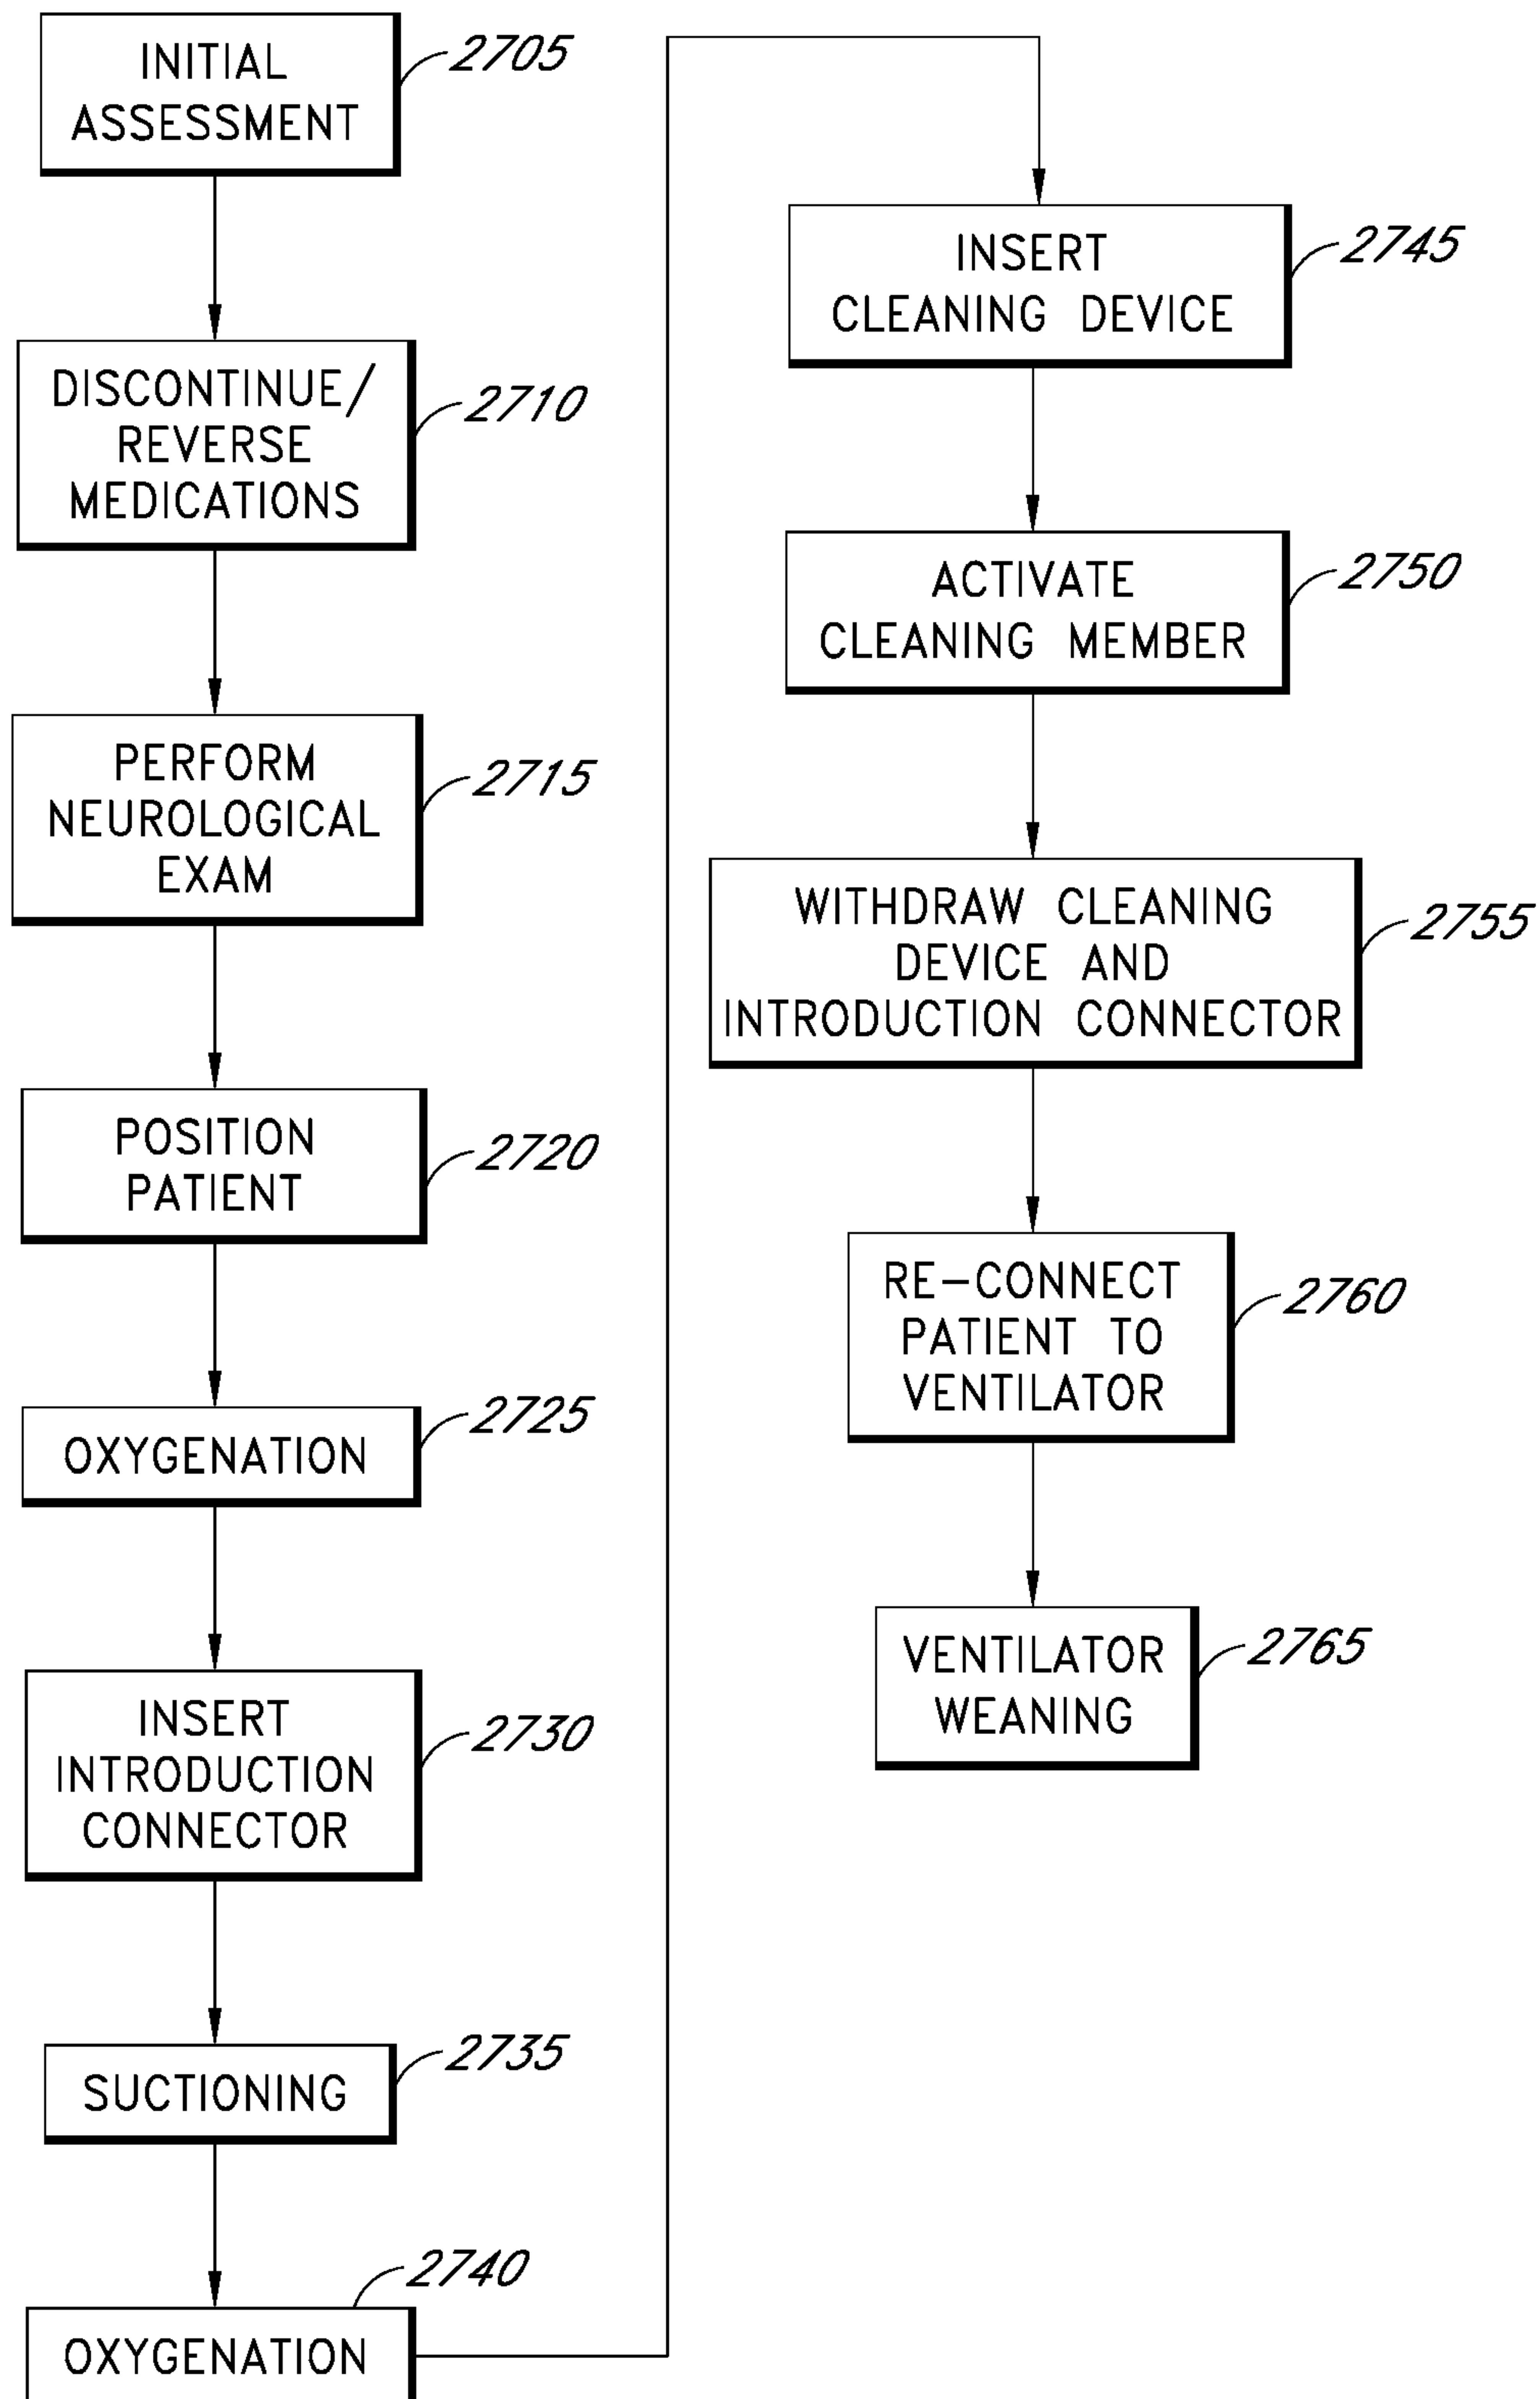 INITIAL
ASSESSMENT
2705
DISCONTINUE/
REVERSE
MEDICATIONS
2710
PERFORM
NEUROLOGICAL
EXAM
2715
POSITION
PATIENT
2720
OXYGENATION
2725
INSERT
INTRODUCTION
CONNECTOR
2730
SUCTIONING
2735
OXYGENATION
2740
INSERT
CLEANING DEVICE
2745
ACTIVATE
CLEANING MEMBER
2750
WITHDRAW CLEANING
DEVICE AND
INTRODUCTION CONNECTOR
2755
RE-CONNECT
PATIENT TO
VENTILATOR
2760
VENTILATOR
WEANING
2765